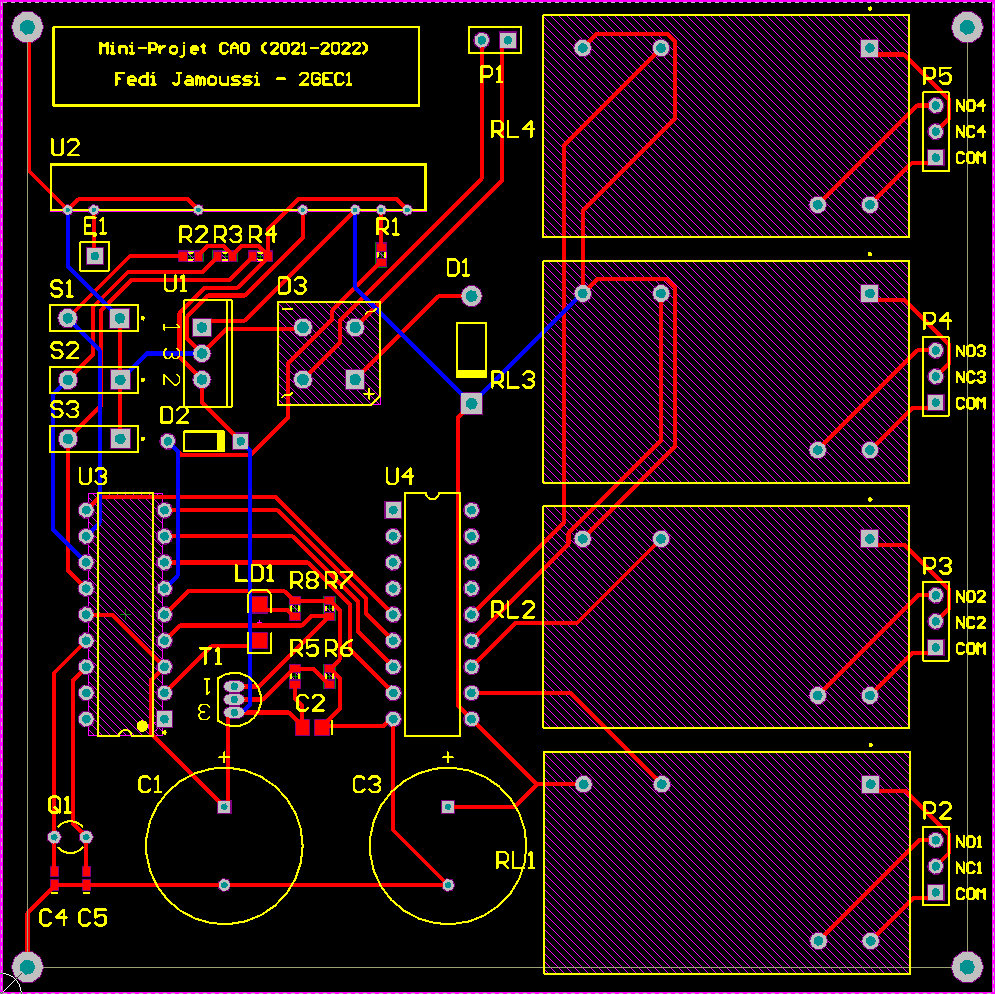 Mini-Projet CAO (2021-2022)
Fedi Jamoussi - 2GEC1
P1
P5
RL4
NO4
NC4
COM
U2
E1
R2 R3 R4
R1
S1
U1
D3
D1
S2
1
3
2
-
~
~
+
P4
RL3
NO3
NC3
COM
S3
D2
U3
U4
LD1
R8 R7
RL2
P3
NO2
NC2
COM
T1
R5 R6
1
3
C2
+
+
C1
C3
Q1
P2
RL1
NO1
NC1
COM
C4 C5